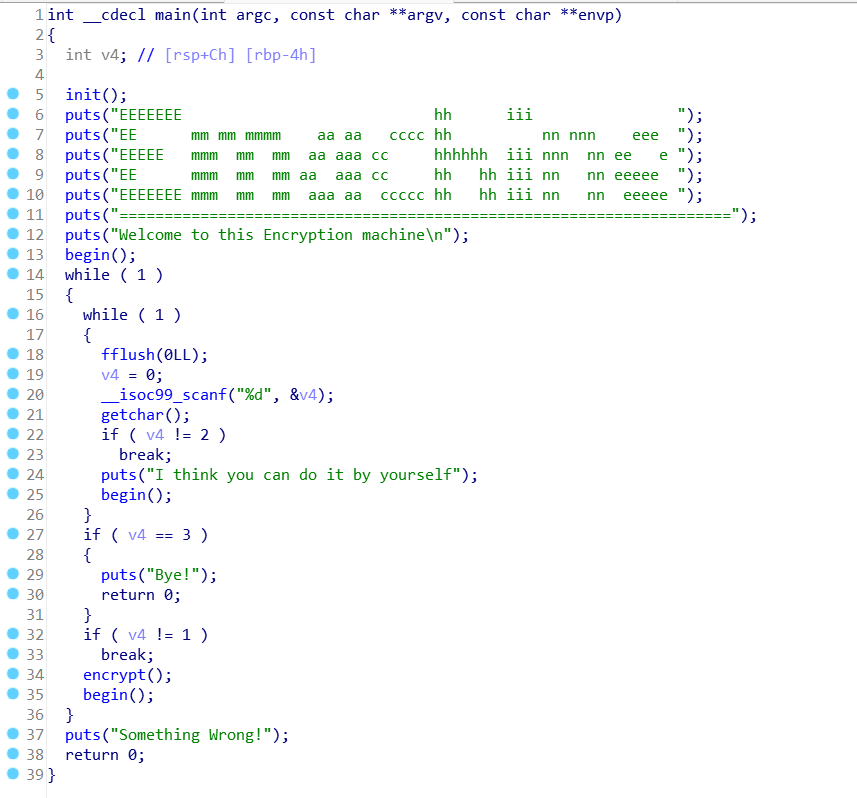 1 int __cdecl main(int argc, const char **argv, const char **envp)
2 {
3   int v4; // [rsp+Ch] [rbp-4h]
4
5   init();
6   puts("EEEEEEE                            hh      iii                ");
7   puts("EE      mm mm mmmm    aa aa   cccc hh          nn nnn    eee  ");
8   puts("EEEEE   mmm  mm  mm  aa aaa cc     hhhhhh  iii nnn  nn ee   e ");
9   puts("EE      mmm  mm  mm aa  aaa cc     hh   hh iii nn   nn eeeee  ");
10   puts("EEEEEEE mmm  mm  mm  aaa aa  ccccc hh   hh iii nn   nn  eeeee ");
11   puts("====================================================================");
12   puts("Welcome to this Encryption machine\n");
13   begin();
14   while ( 1 )
15   {
16     while ( 1 )
17     {
18       fflush(0LL);
19       v4 = 0;
20       __isoc99_scanf("%d", &v4);
21       getchar();
22       if ( v4 != 2 )
23         break;
24       puts("I think you can do it by yourself");
25       begin();
26     }
27     if ( v4 == 3 )
28     {
29       puts("Bye!");
30       return 0;
31     }
32     if ( v4 != 1 )
33       break;
34     encrypt();
35     begin();
36   }
37   puts("Something Wrong!");
38   return 0;
39 }